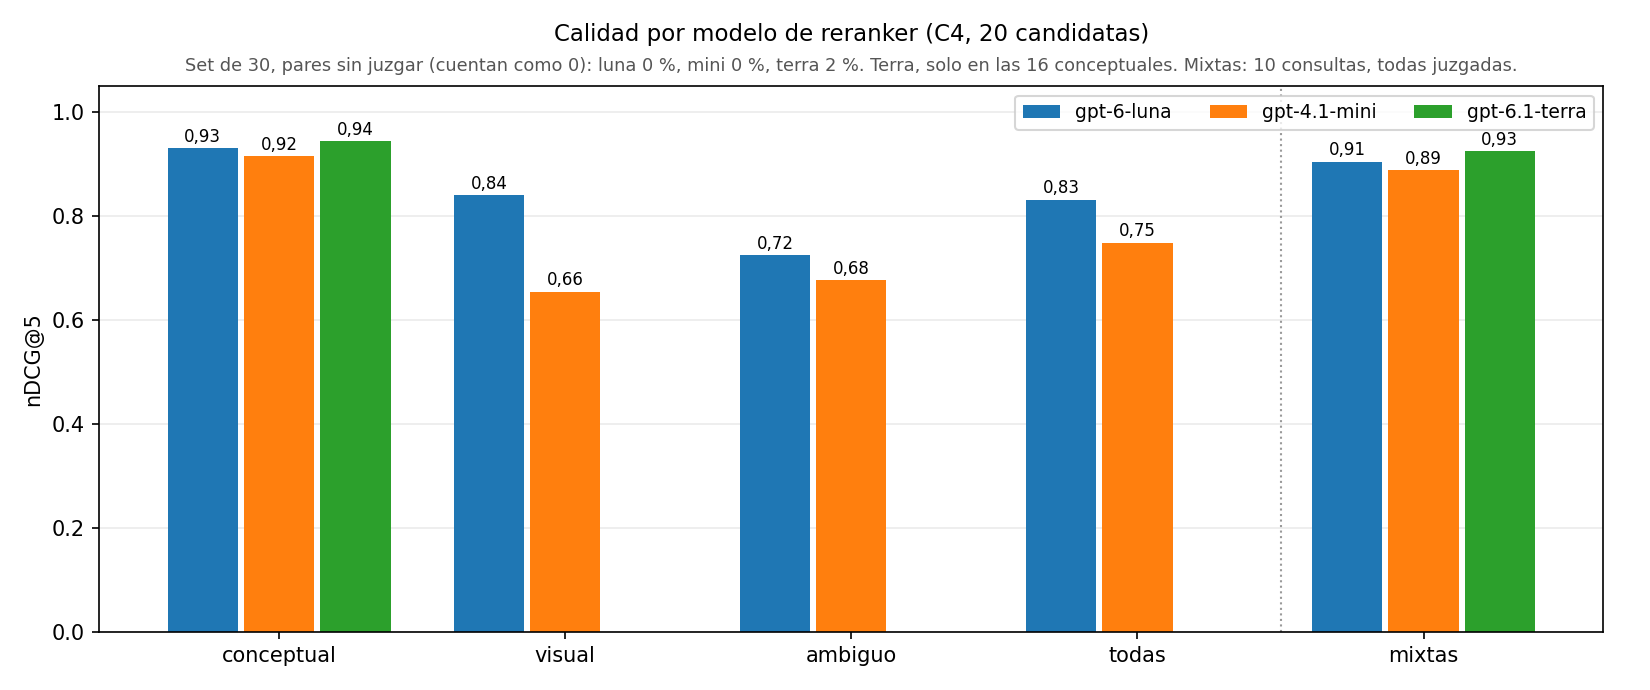 Calidad por modelo de reranker (C4, 20 candidatas)
Set de 30, pares sin juzgar (cuentan como 0): luna 0 %, mini 0 %, terra 2 %. Terra, solo en las 16 conceptuales. Mixtas: 10 consultas, todas juzgadas.
gpt-6-luna gpt-4.1-mini gpt-6.1-terra
nDCG@5
1.0
0.8
0.6
0.4
0.2
0.0
0,93 0,92 0,94
0,84 0,66
0,72 0,68
0,83 0,75
0,91 0,89 0,93
conceptual visual ambiguo todas mixtas